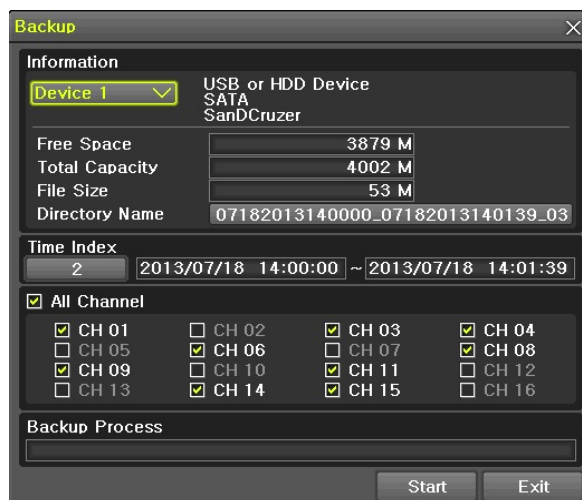 Backup
Information
Device 1
USB or HDD Device
SATA
SanDCruzer
Free Space 3879 M
Total Capacity 4002 M
File Size 53 M
Directory Name 07182013140000_07182013140139_03
Time Index
2 2013/07/18 14:00:00 ~ 2013/07/18 14:01:39
All Channel
CH 01 CH 02 CH 03 CH 04
CH 05 CH 06 CH 07 CH 08
CH 09 CH 10 CH 11 CH 12
CH 13 CH 14 CH 15 CH 16
Backup Process
Start Exit